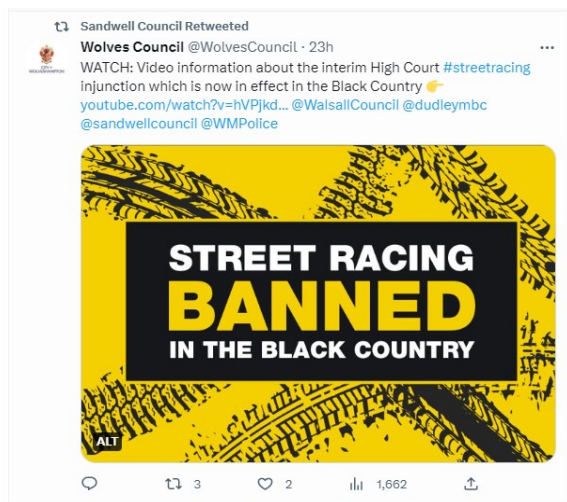 Sandwell Council Retweeted
Wolves Council @WolvesCouncil · 23h
WATCH: Video information about the interim High Court #streetracing
injunction which is now in effect in the Black Country 👉
youtube.com/watch?v=hVPjkd... @WalsallCouncil @dudleymbc
@sandwellcouncil @WMPolice
STREET RACING
BANNED
IN THE BLACK COUNTRY
ALT
3 2 1,662